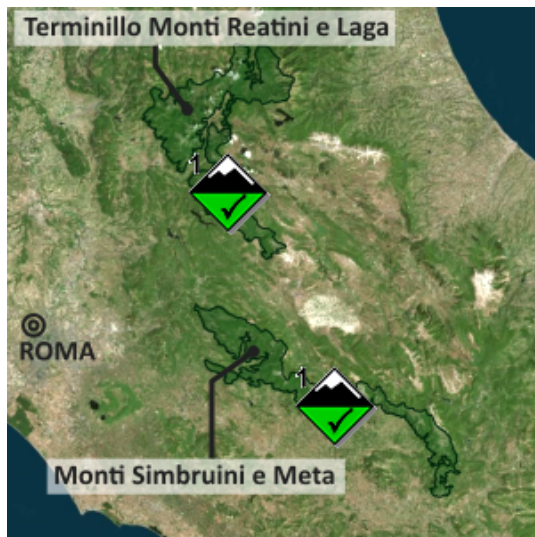 Terminillo Monti Reatini e Laga
1
ROMA
1
Monti Simbruini e Meta